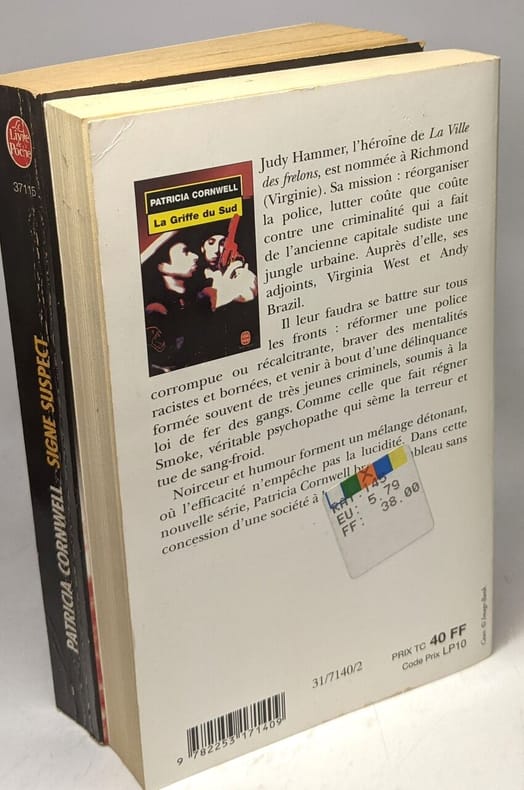 Le
Livre
de
Poche
37115
PATRICIA CORNWELL SIGNE SUSPECT
PATRICIA CORNWELL
La Griffe du Sud
Judy Hammer, l'héroïne de La Ville
des frelons, est nommée à Richmond
(Virginie). Sa mission : réorganiser
la police, lutter coûte que coûte
contre une criminalité qui a fait
de l'ancienne capitale sudiste une
jungle urbaine. Auprès d'elle, ses
adjoints, Virginia West et Andy
Brazil.
Il leur faudra se battre sur tous
les fronts : réformer une police
corrompue ou récalcitrante, braver des mentalités
racistes et bornées, et venir à bout d'une délinquance
formée souvent de très jeunes criminels, soumis à la
loi de fer des gangs. Comme celle que fait régner
Smoke, véritable psychopathe qui sème la terreur et
tue de sang-froid.
Noirceur et humour forment un mélange détonant,
où l'efficacité n'empêche pas la lucidité. Dans cette
nouvelle série, Patricia Cornwell bleau sans
concession d'une société à
EU: 5.79
FF: 38.00
31/7140/2
PRIX TC 40 FF
Code Prix LP10
Couv. © Image-Bank
9 782253 171409